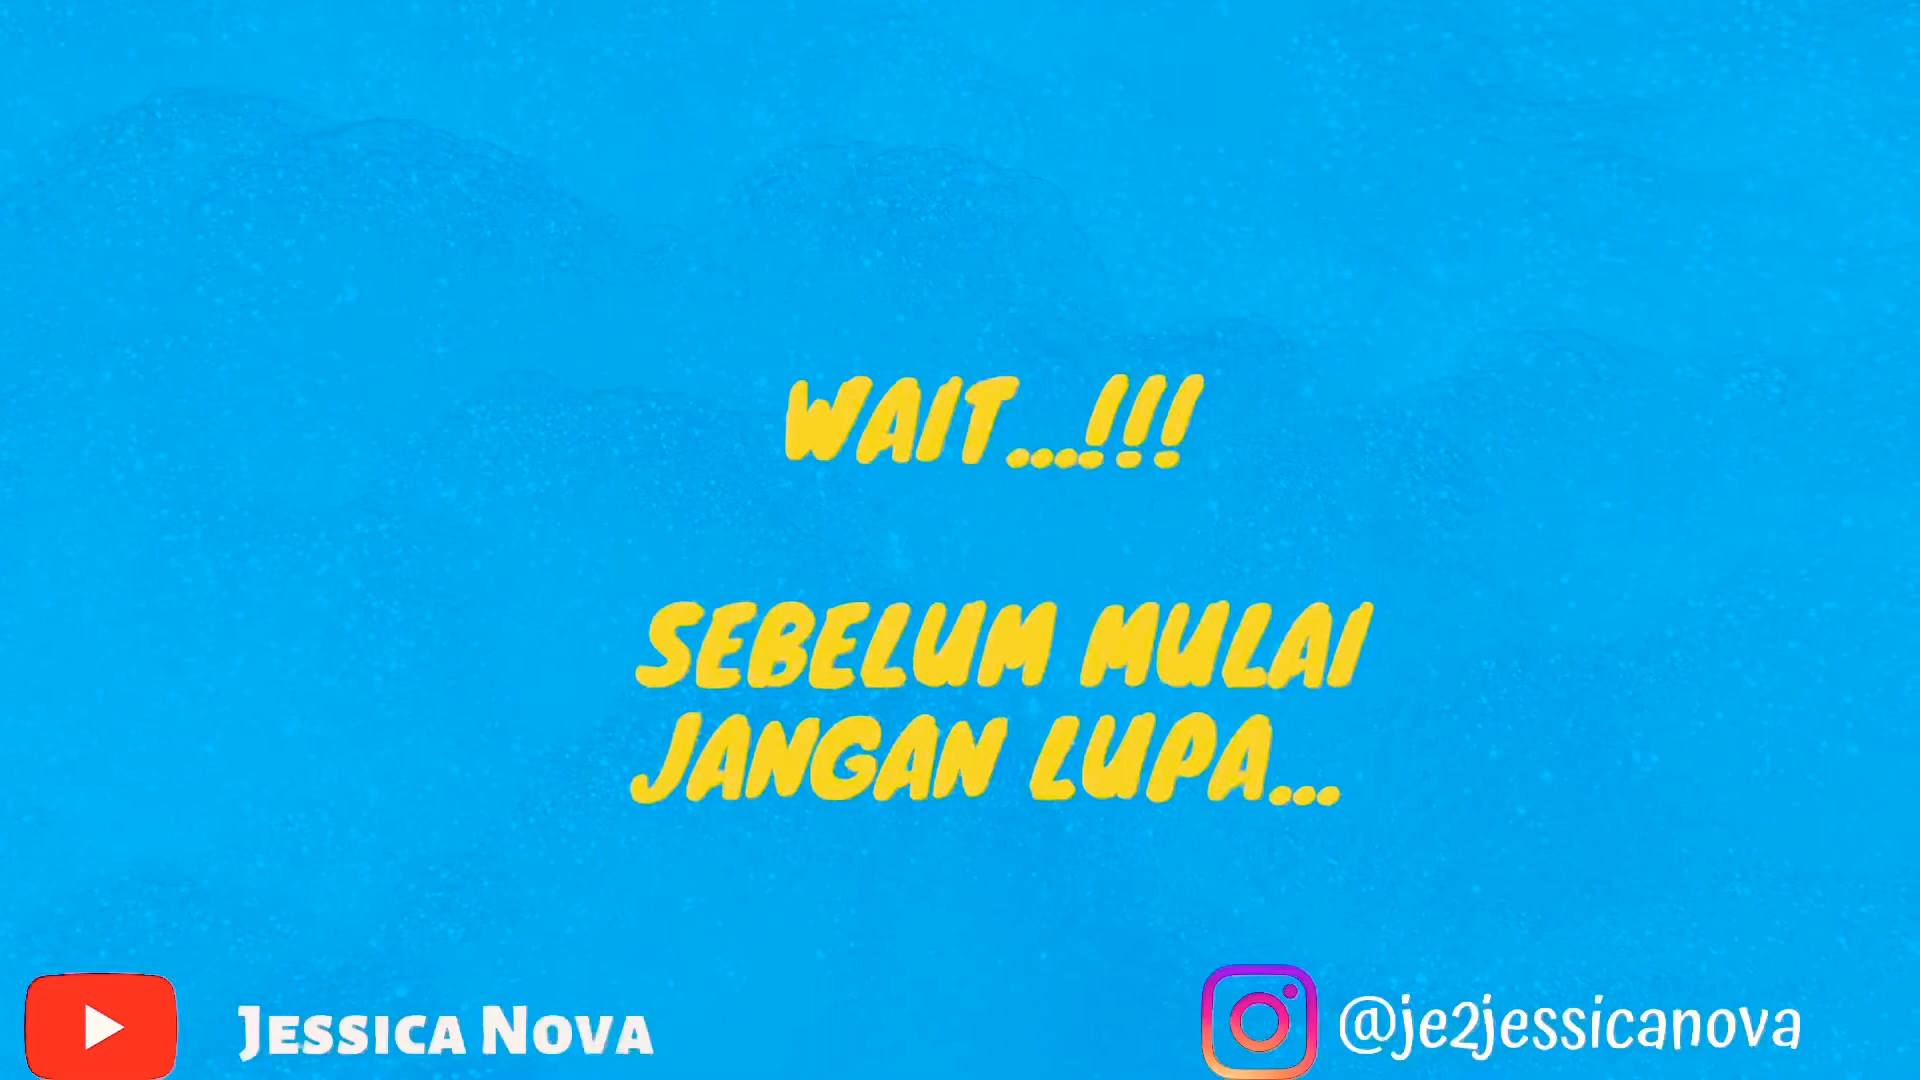 WAIT...!!!
SEBELUM MULAI
JANGAN LUPA...
JESSICA NOVA
@je2jessicanova